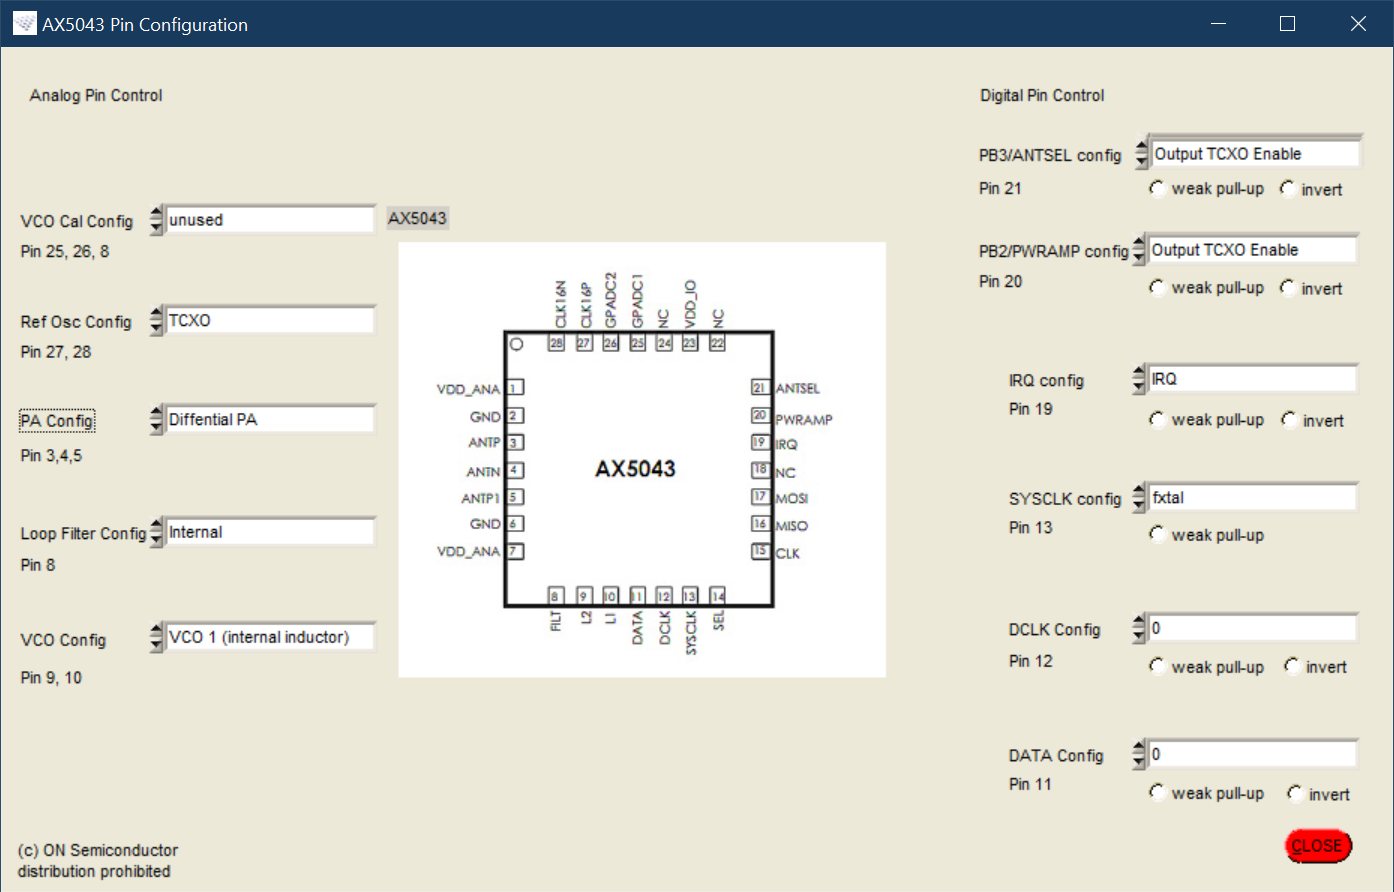 AX5043 Pin Configuration
Analog Pin Control
VCO Cal Config
unused
Pin 25, 26, 8
Ref Osc Config
TCXO
Pin 27, 28
PA Config
Diffential PA
Pin 3,4,5
Loop Filter Config
Internal
Pin 8
VCO Config
VCO 1 (internal inductor)
Pin 9, 10
AX5043
CLK16N
CLK16P
GPADC2
GPADC1
NC
VDD_IO
NC
28 27 26 25 24 23 22
VDD_ANA 1
GND 2
ANTP 3
ANTN 4
ANTP1 5
GND 6
VDD_ANA 7
AX5043
21 ANTSEL
20 PWRAMP
19 IRQ
18 NC
17 MOSI
16 MISO
15 CLK
8 9 10 11 12 13 14
FILT
L2
L1
DATA
DCLK
SYSCLK
SEL
Digital Pin Control
PB3/ANTSEL config
Output TCXO Enable
Pin 21
weak pull-up
invert
PB2/PWRAMP config
Output TCXO Enable
Pin 20
weak pull-up
invert
IRQ config
IRQ
Pin 19
weak pull-up
invert
SYSCLK config
fxtal
Pin 13
weak pull-up
DCLK Config
0
Pin 12
weak pull-up
invert
DATA Config
0
Pin 11
weak pull-up
invert
CLOSE
(c) ON Semiconductor
distribution prohibited